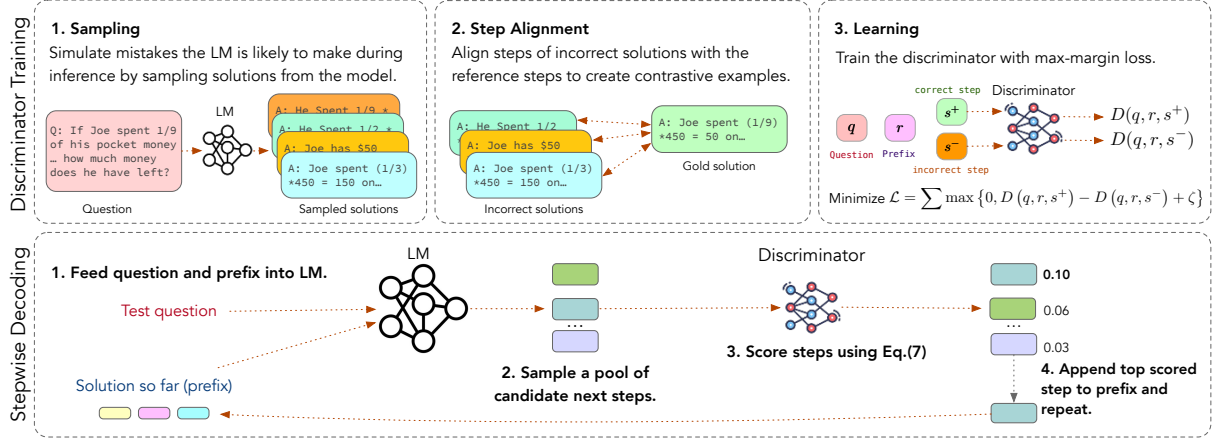 Discriminator Training
1. Sampling
Simulate mistakes the LM is likely to make during
inference by sampling solutions from the model.
LM
Q: If Joe spent 1/9
of his pocket money
… how much money
does he have left?
Question
A: He Spent 1/9 *
A: He Spent 1/2 *
A: Joe has $50
A: Joe spent (1/3)
*450 = 150 on…
Sampled solutions
2. Step Alignment
Align steps of incorrect solutions with the
reference steps to create contrastive examples.
A: He Spent 1/2
A: Joe has $50
A: Joe spent (1/3)
*450 = 150 on…
Incorrect solutions
A: Joe spent (1/9)
*450 = 50 on…
Gold solution
3. Learning
Train the discriminator with max-margin loss.
correct step
Discriminator
q
r
s⁺
s⁻
Question
Prefix
incorrect step
D(q, r, s⁺)
D(q, r, s⁻)
Minimize ℒ = ∑ max {0, D (q, r, s⁺) − D (q, r, s⁻) + ζ}
Stepwise Decoding
1. Feed question and prefix into LM.
LM
Test question
Solution so far (prefix)
...
2. Sample a pool of
candidate next steps.
Discriminator
3. Score steps using Eq.(7)
0.10
0.06
...
0.03
4. Append top scored
step to prefix and
repeat.